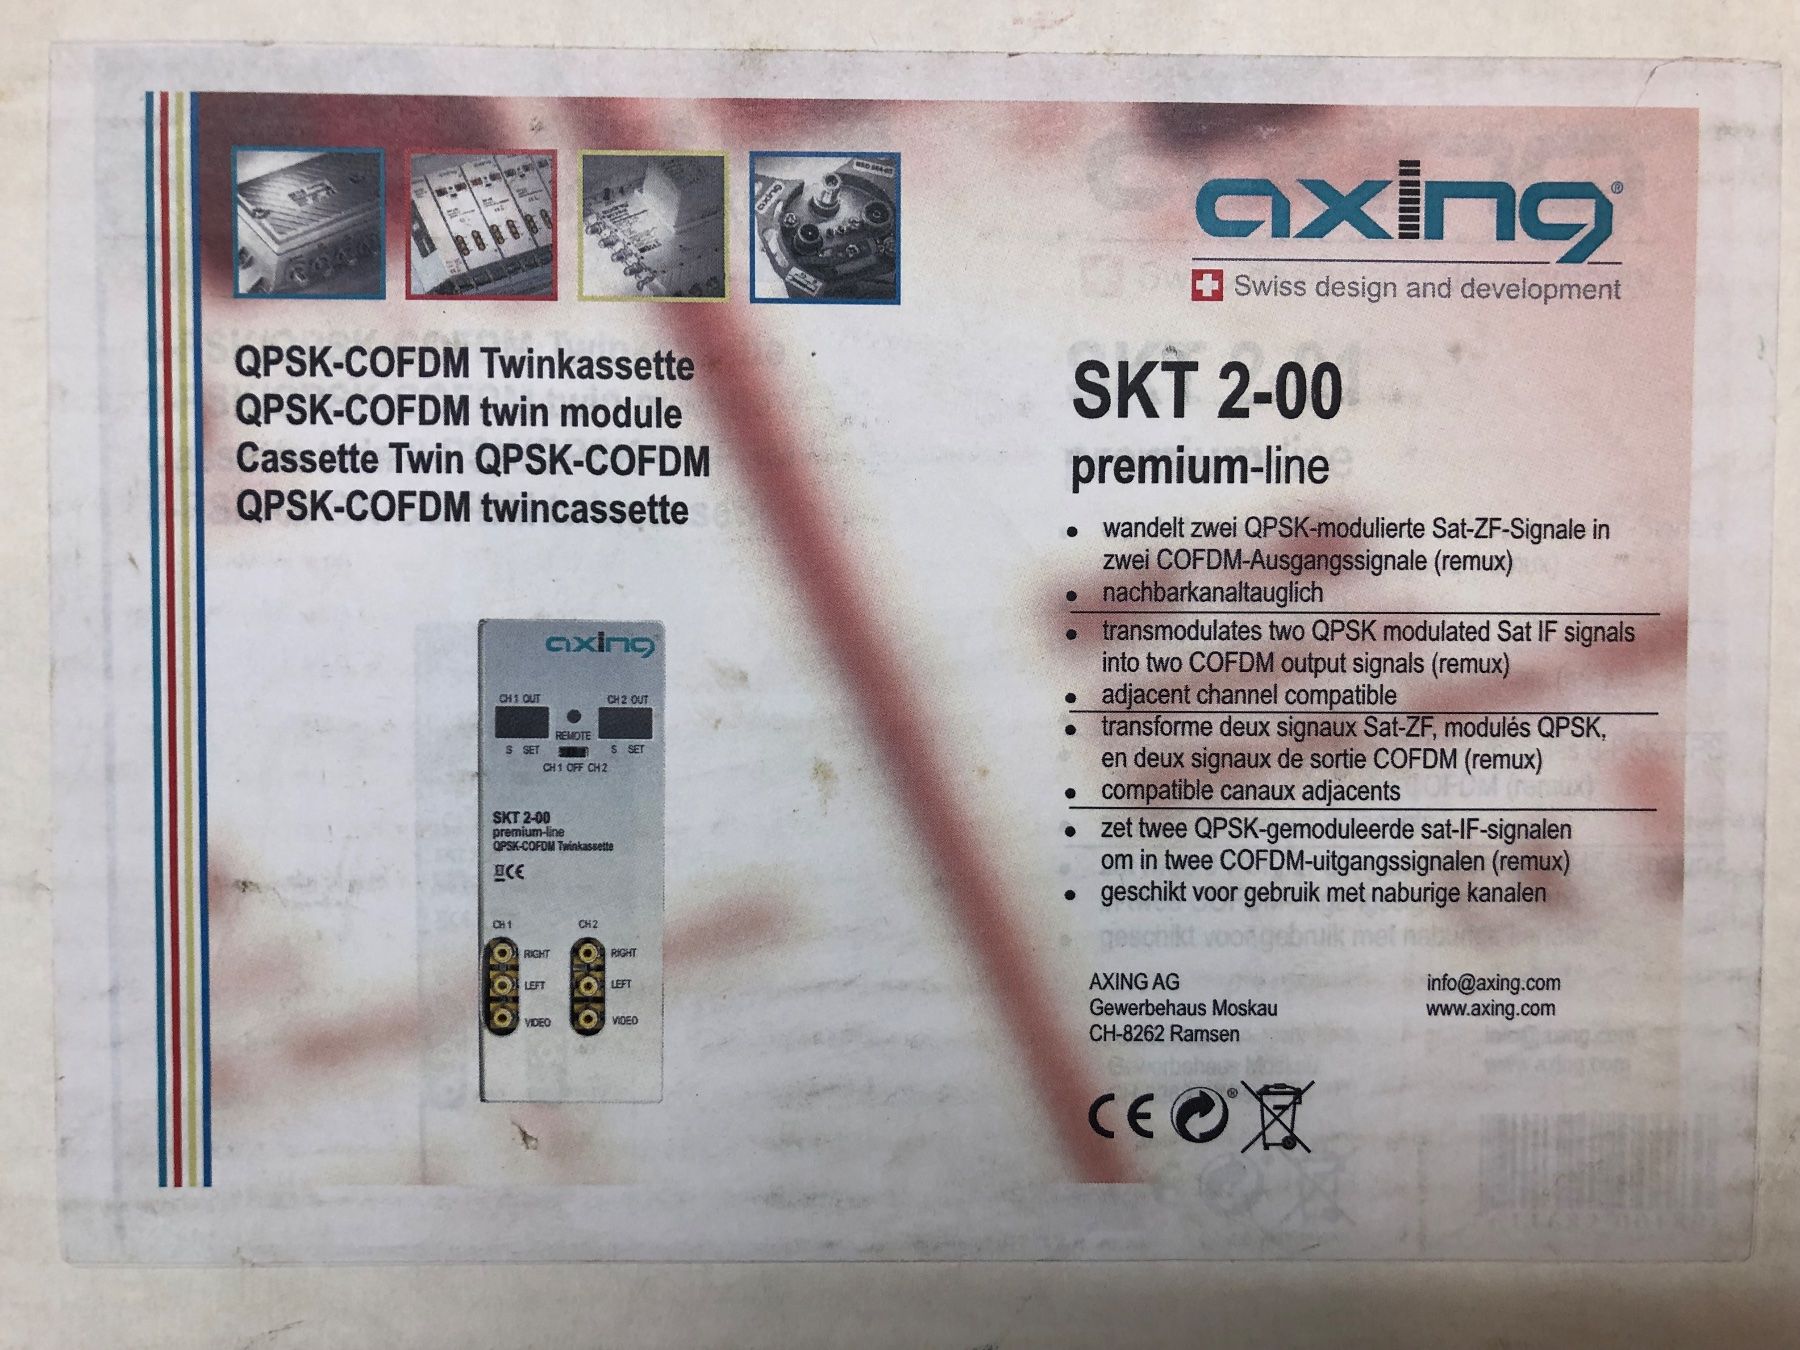 axing®
Swiss design and development
QPSK-COFDM Twinkassette
QPSK-COFDM twin module
Cassette Twin QPSK-COFDM
QPSK-COFDM twincassette
axing
CH 1 OUT
CH 2 OUT
REMOTE
S SET
S SET
CH 1 OFF CH 2
SKT 2-00
premium-line
QPSK-COFDM Twinkassette
CE
CH 1
CH 2
RIGHT
RIGHT
LEFT
LEFT
VIDEO
VIDEO
SKT 2-00
premium-line
• wandelt zwei QPSK-modulierte Sat-ZF-Signale in
zwei COFDM-Ausgangssignale (remux)
• nachbarkanaltauglich
• transmodulates two QPSK modulated Sat IF signals
into two COFDM output signals (remux)
• adjacent channel compatible
• transforme deux signaux Sat-ZF, modulés QPSK,
en deux signaux de sortie COFDM (remux)
• compatible canaux adjacents
• zet twee QPSK-gemoduleerde sat-IF-signalen
om in twee COFDM-uitgangssignalen (remux)
• geschikt voor gebruik met naburige kanalen
AXING AG
Gewerbehaus Moskau
CH-8262 Ramsen
info@axing.com
www.axing.com
CE ®